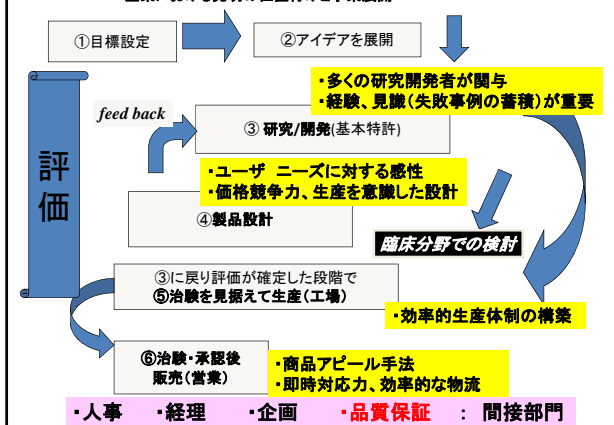 ①目標設定
②アイデアを展開
・多くの研究開発者が関与
・経験、見識(失敗事例の蓄積)が重要
feed back
③ 研究/開発(基本特許)
評価
・ユーザ ニーズに対する感性
・価格競争力、生産を意識した設計
④製品設計
臨床分野での検討
③に戻り評価が確定した段階で
⑤治験を見据えて生産(工場)
・効率的生産体制の構築
⑥治験・承認後
販売(営業)
・商品アピール手法
・即時対応力、効率的な物流
・人事 ・経理 ・企画 ・品質保証 : 間接部門